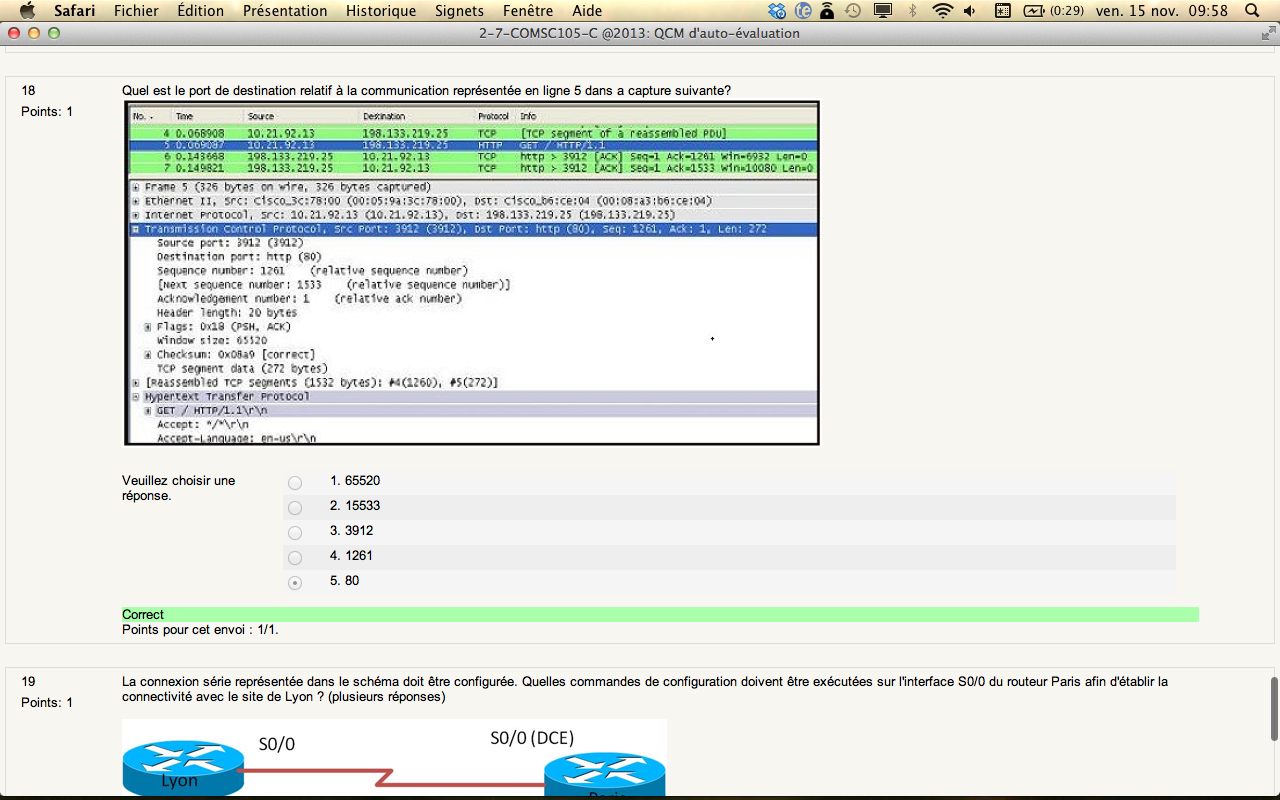 Safari Fichier Édition Présentation Historique Signets Fenêtre Aide (0:29) ven. 15 nov. 09:58
2-7-COMSC105-C @2013: QCM d'auto-évaluation
18
Points: 1
Quel est le port de destination relatif à la communication représentée en ligne 5 dans a capture suivante?
No. . Time Source Destination Protocol Info
4 0.068908 10.21.92.13 198.133.219.25 TCP [TCP segment of a reassembled PDU]
5 0.069087 10.21.92.13 198.133.219.25 HTTP GET / HTTP/1.1
6 0.143668 198.133.219.25 10.21.92.13 TCP http > 3912 [ACK] Seq=1 Ack=1261 Win=6932 Len=0
7 0.149821 198.133.219.25 10.21.92.13 TCP http > 3912 [ACK] Seq=1 Ack=1533 Win=10080 Len=0
Frame 5 (326 bytes on wire, 326 bytes captured)
Ethernet II, Src: Cisco_3c:78:00 (00:05:9a:3c:78:00), Dst: Cisco_b6:ce:04 (00:08:a3:b6:ce:04)
Internet Protocol, Src: 10.21.92.13 (10.21.92.13), Dst: 198.133.219.25 (198.133.219.25)
Transmission Control Protocol, Src Port: 3912 (3912), Dst Port: http (80), Seq: 1261, Ack: 1, Len: 272
Source port: 3912 (3912)
Destination port: http (80)
Sequence number: 1261 (relative sequence number)
[Next sequence number: 1533 (relative sequence number)]
Acknowledgement number: 1 (relative ack number)
Header length: 20 bytes
Flags: 0x18 (PSH, ACK)
Window size: 65520
Checksum: 0x08a9 [correct]
TCP segment data (272 bytes)
[Reassembled TCP Segments (1532 bytes): #4(1260), #5(272)]
Hypertext Transfer Protocol
GET / HTTP/1.1\r\n
Accept: */*\r\n
Accept-Language: en-us\r\n
Veuillez choisir une
réponse.
1. 65520
2. 15533
3. 3912
4. 1261
5. 80
Correct
Points pour cet envoi : 1/1.
19
Points: 1
La connexion série représentée dans le schéma doit être configurée. Quelles commandes de configuration doivent être exécutées sur l'interface S0/0 du routeur Paris afin d'établir la
connectivité avec le site de Lyon ? (plusieurs réponses)
S0/0 S0/0 (DCE)
Lyon